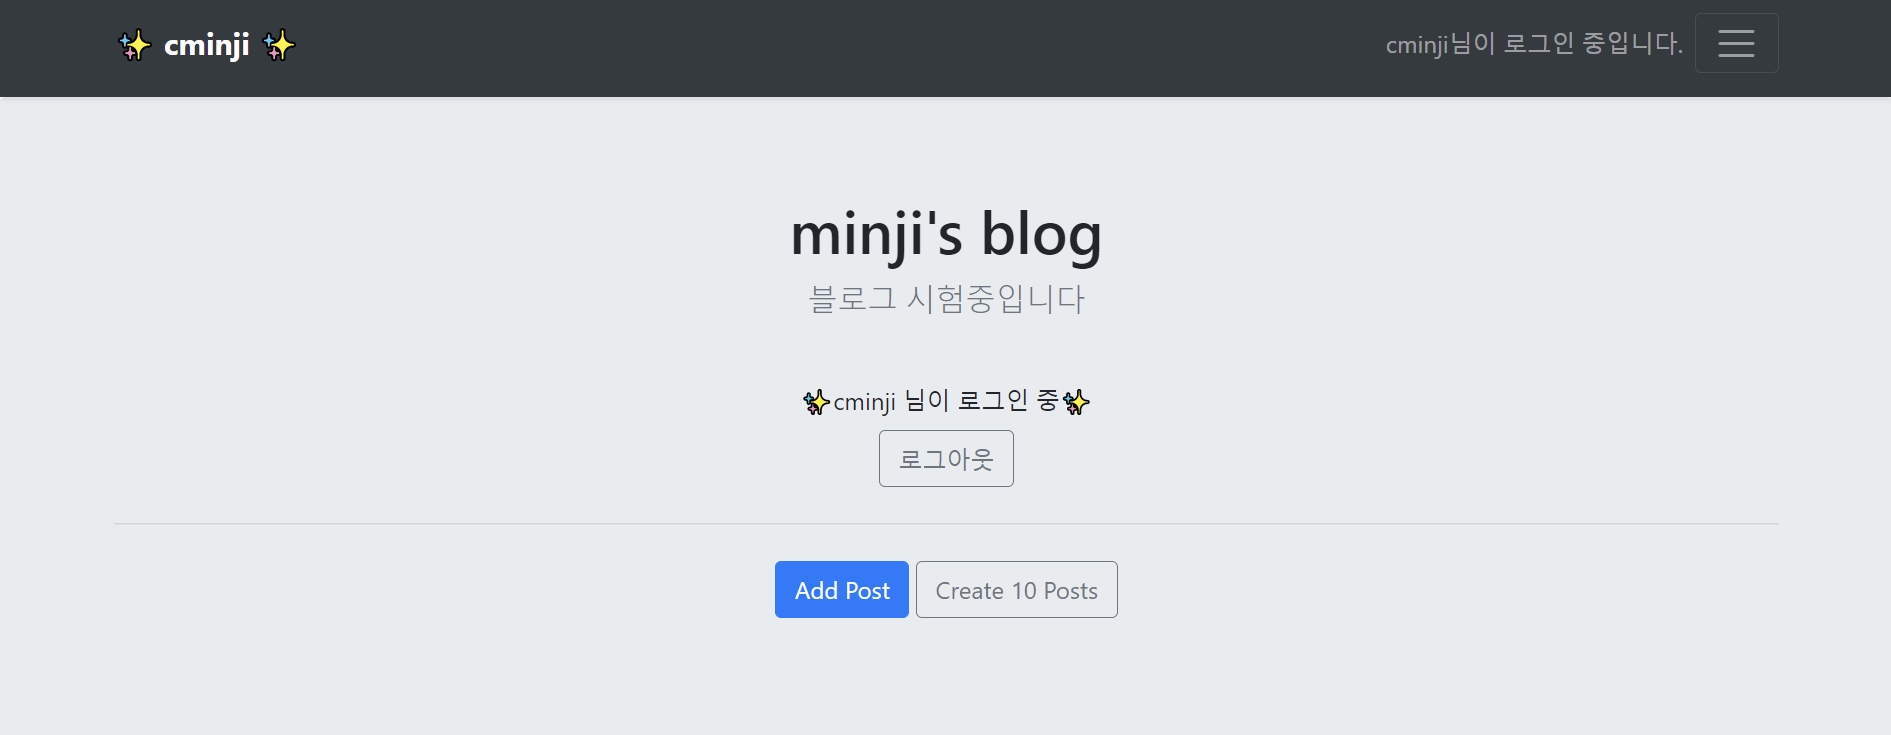 ✨ cminji ✨
cminji님이 로그인 중입니다.
minji's blog
블로그 시험중입니다
✨cminji 님이 로그인 중✨
로그아웃
Add Post
Create 10 Posts